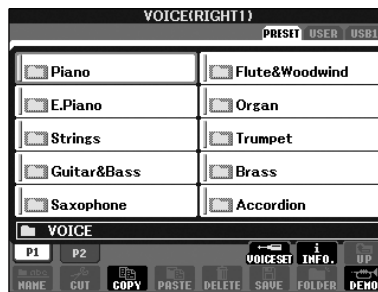 VOICE(RIGHT1)
PRESET USER USB1
Piano
Flute&Woodwind
E.Piano
Organ
Strings
Trumpet
Guitar&Bass
Brass
Saxophone
Accordion
VOICE
P1 P2
VOICESET INFO. UP
NAME CUT COPY PASTE DELETE SAVE FOLDER DEMO